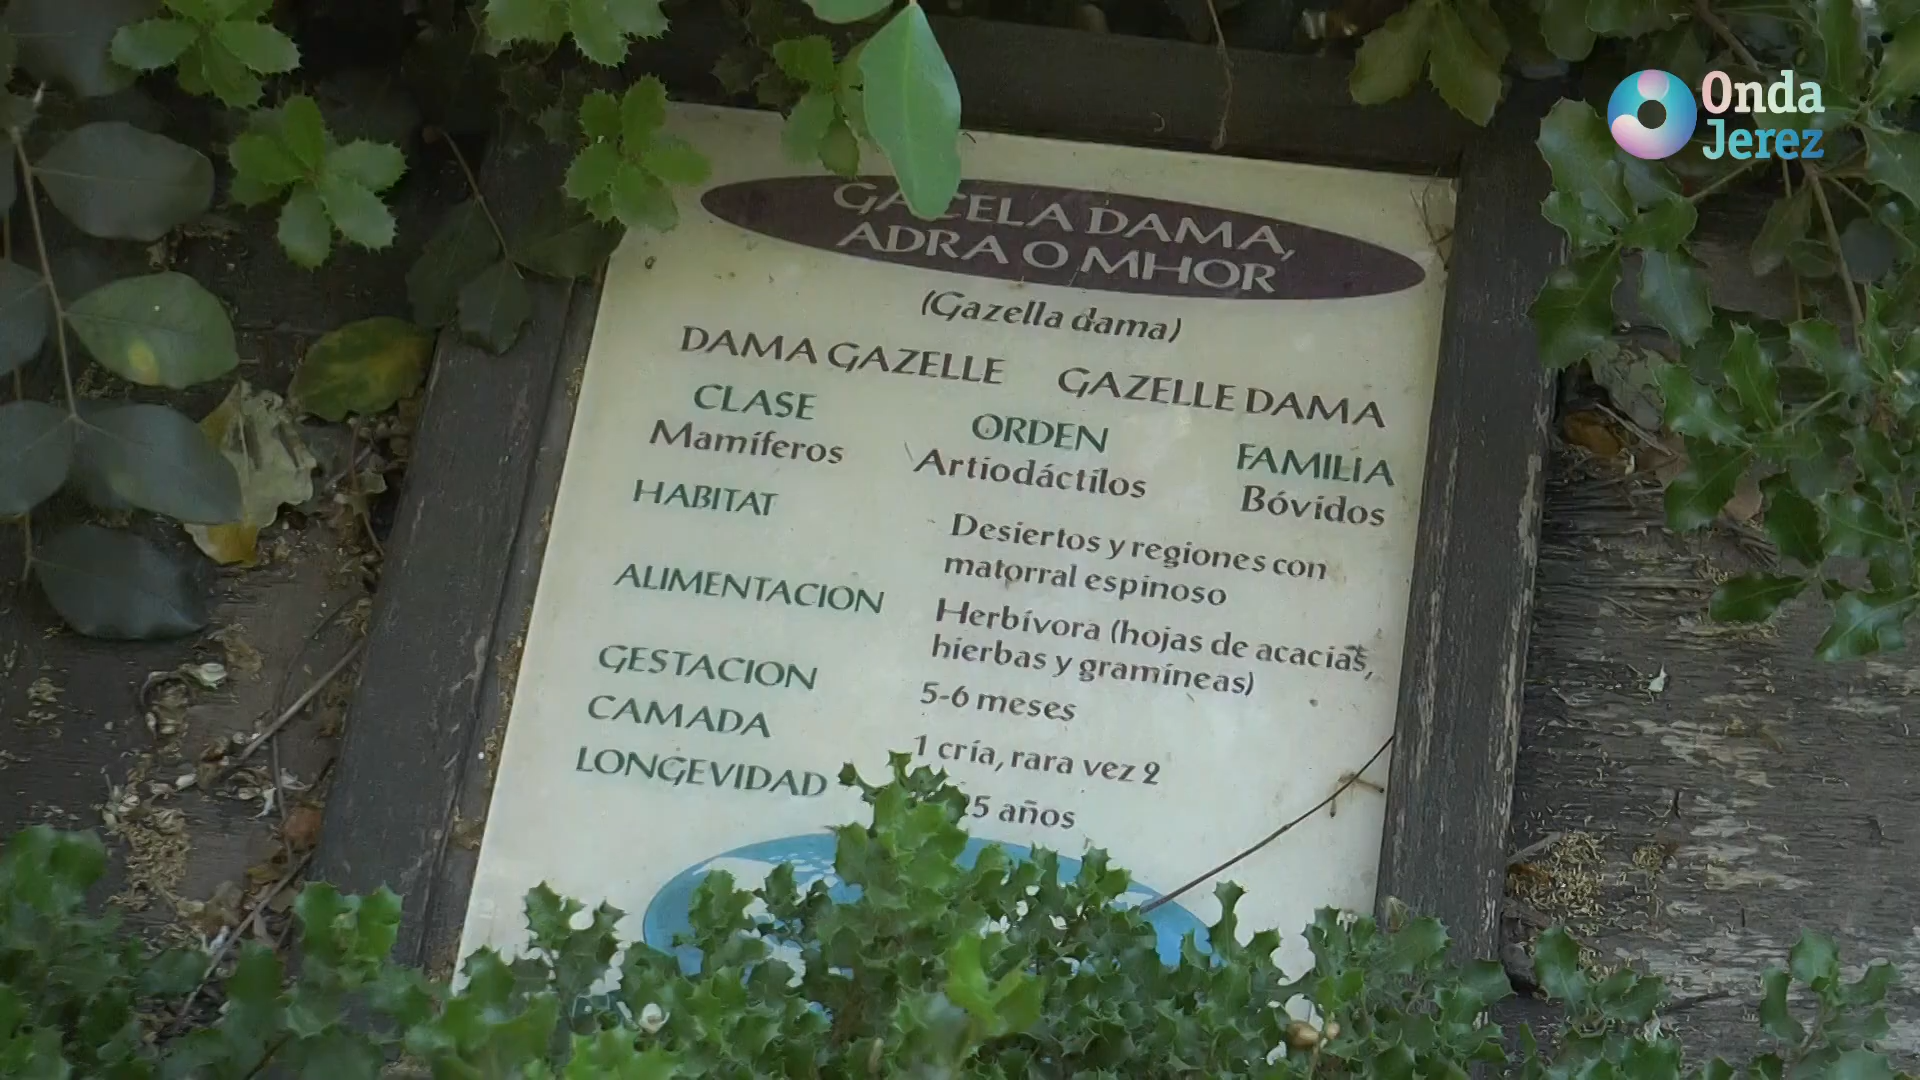 Onda
Jerez
GACELA DAMA,
ADRA O MHOR
(Gazella dama)
DAMA GAZELLE GAZELLE DAMA
CLASE ORDEN FAMILIA
Mamíferos Artiodáctilos Bóvidos
HABITAT Desiertos y regiones con
matorral espinoso
ALIMENTACION Herbívora (hojas de acacias,
hierbas y gramíneas)
GESTACION 5-6 meses
CAMADA 1 cría, rara vez 2
LONGEVIDAD 25 años